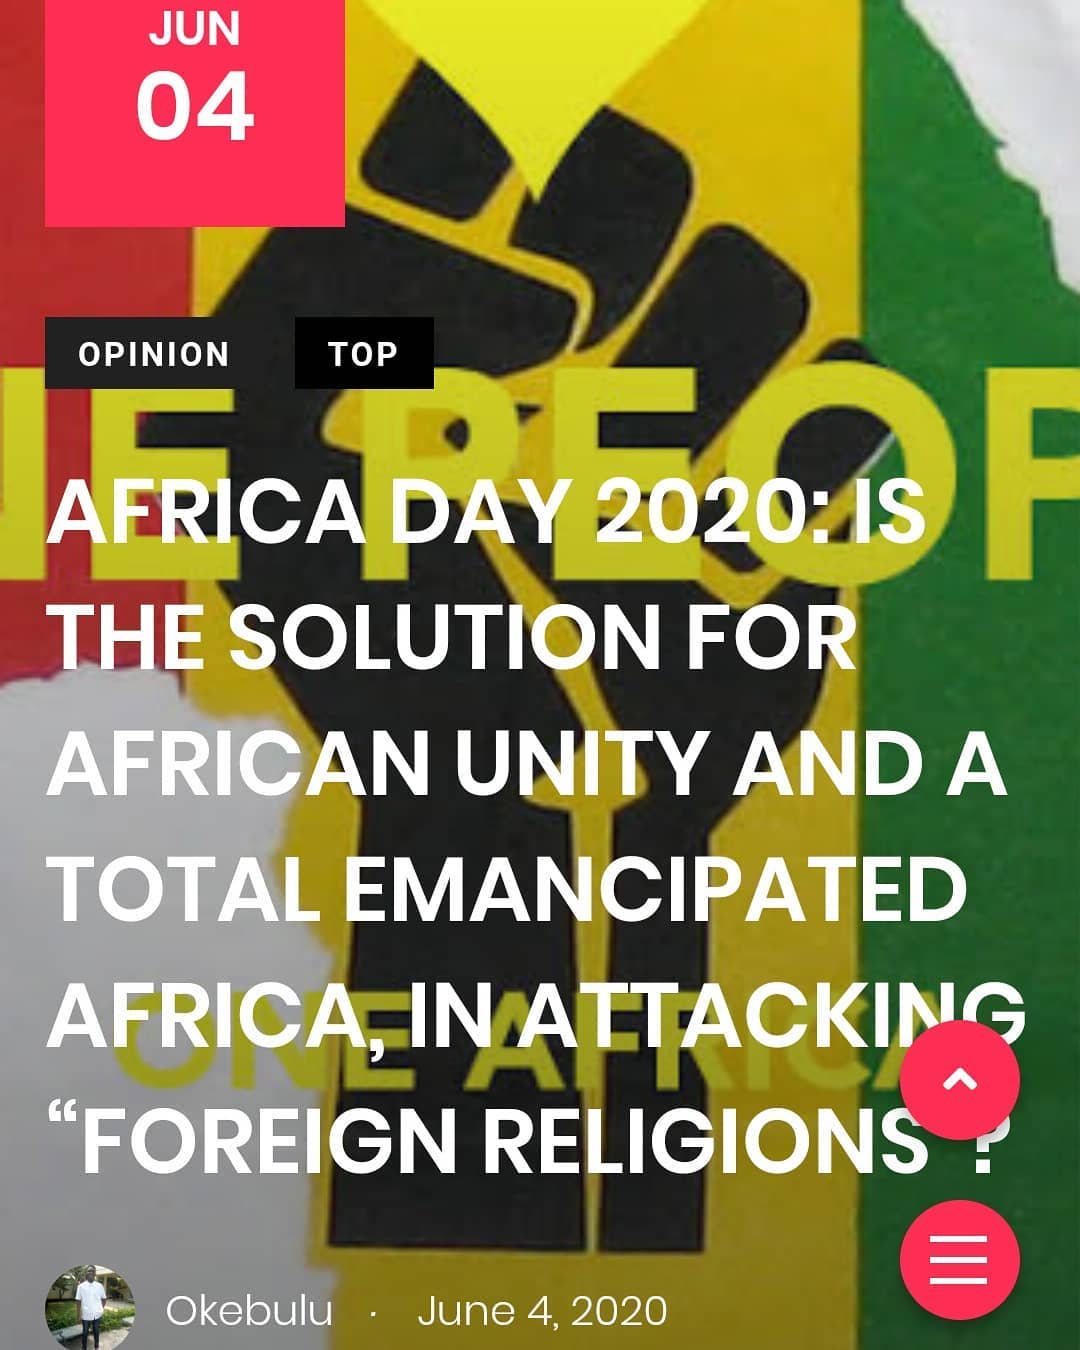 JUN
04
OPINION TOP
NE PEOP
AFRICA DAY 2020: IS
THE SOLUTION FOR
AFRICAN UNITY AND A
TOTAL EMANCIPATED
AFRICA, IN ATTACKING
ONE AFRICA
“FOREIGN RELIGIONS”?
Okebulu · June 4, 2020